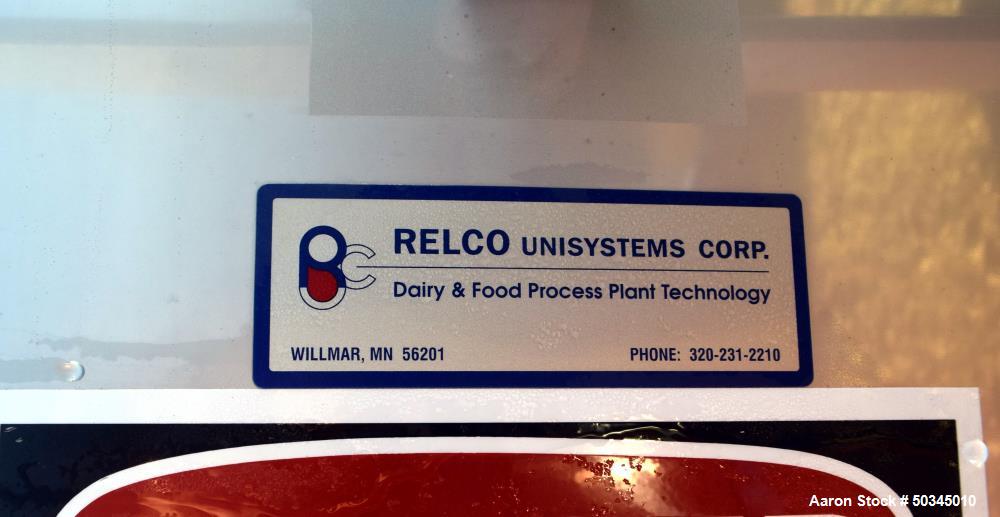 RELCO UNISYSTEMS CORP.
Dairy & Food Process Plant Technology
WILLMAR, MN 56201
PHONE: 320-231-2210
Aaron Stock # 50345010